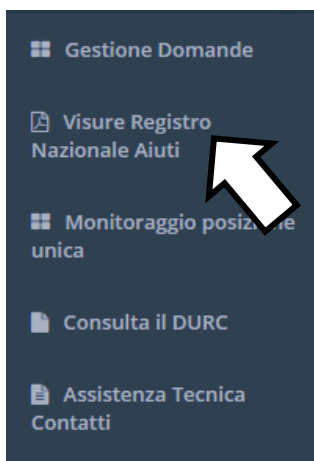 Gestione Domande
Visure Registro
Nazionale Aiuti
Monitoraggio
unica
Consulta il DURC
Assistenza Tecnica
Contatti